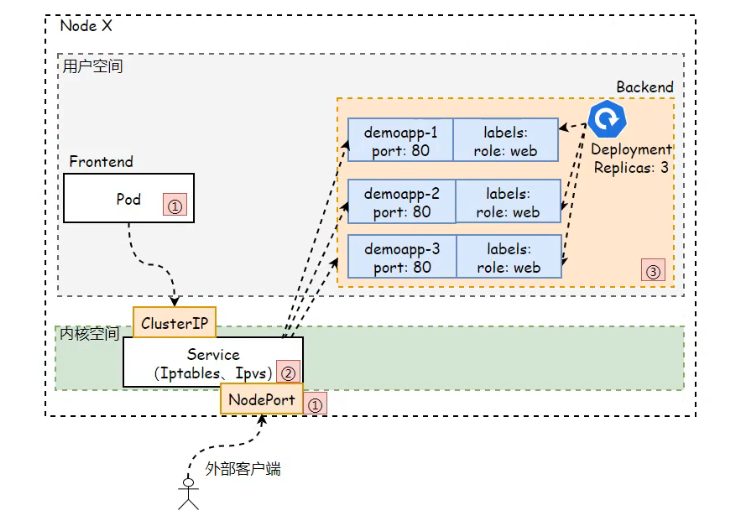 Node X
用户空间
Backend
demoapp-1
port: 80
labels:
role: web
Deployment
Replicas: 3
Frontend
Pod
①
demoapp-2
port: 80
labels:
role: web
demoapp-3
port: 80
labels:
role: web
③
ClusterIP
内核空间
Service
(Iptables、Ipvs)
②
NodePort
①
外部客户端